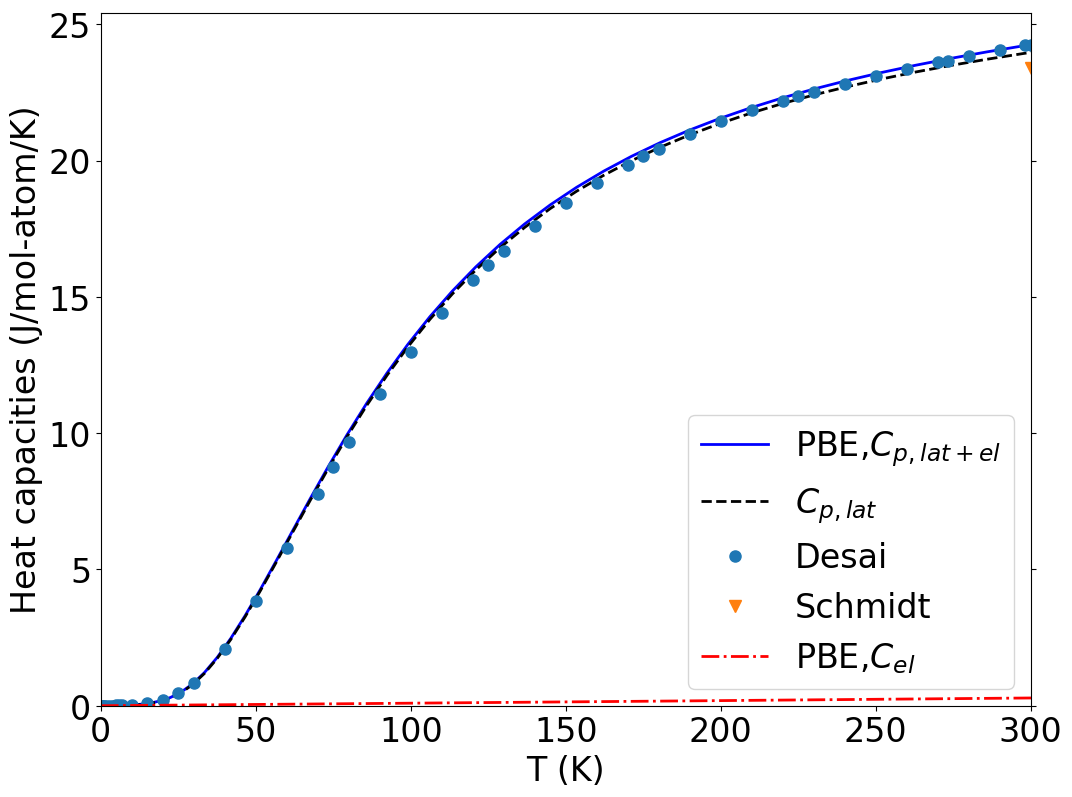 Heat capacities (J/mol-atom/K)
25
20
15
10
5
0
PBE,C_{p, lat + el}
C_{p, lat}
Desai
Schmidt
PBE,C_{el}
0 50 100 150 200 250 300
T (K)